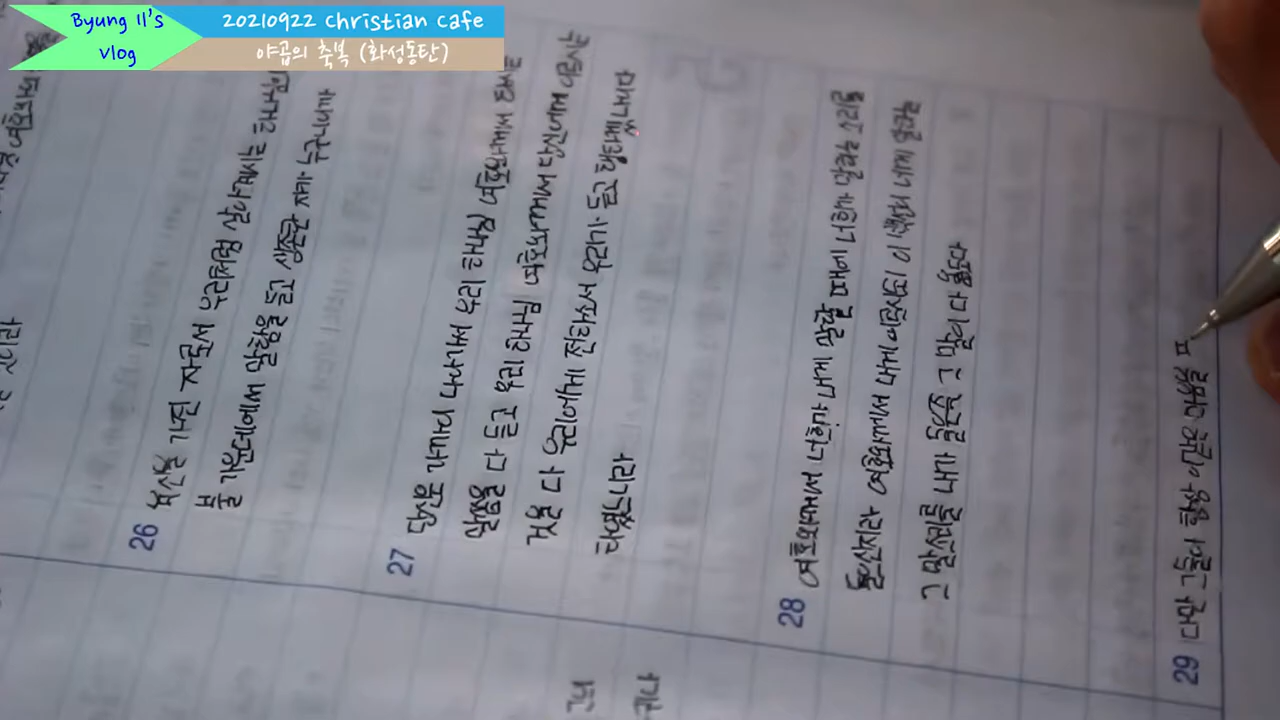 Byung Il's
vlog
20210922 Christian Cafe
야곱의 축복 (화성동탄)
26 육신을 가진 자로서 우리처럼 살아계시는 하나님의
불 가운데에서 발함을 듣고 생존한 자가 누구니이까
27 당신은 가까이 나아가서 우리 하나님 여호와께서 하시는
말씀을 다 듣고 우리 하나님 여호와께서 당신에게 이르시는
것을 다 우리에게 전하소서 우리가 듣고 행하겠나이다
하였느니라
28 여호와께서 너희가 내게 말할 때에 너희가 말하는 소리를
들으신지라 여호와께서 내게 이르시되 이 백성이 네게 말하는
그 말소리를 내가 들은즉 그 말이 다 옳도다
29 다만 그들이 항상 이같은 마음을 ㅍ